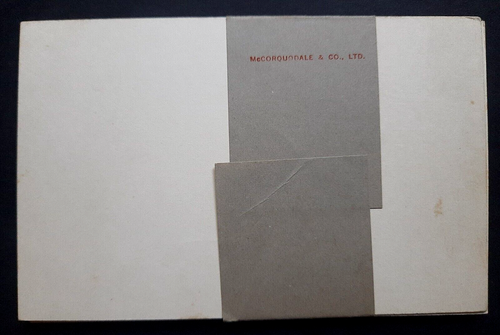 McCORQUODALE & CO., LTD.